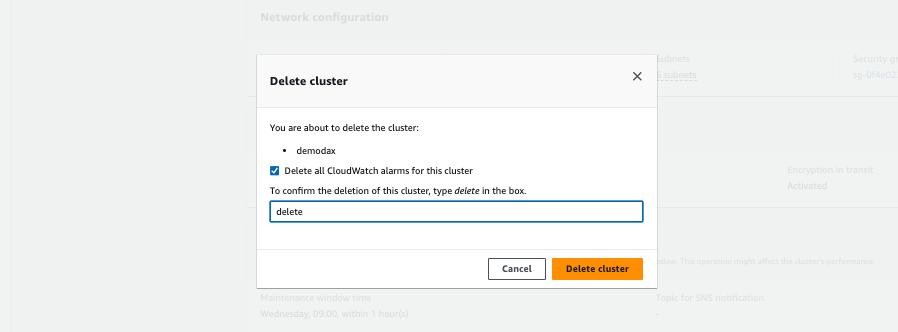 Network configuration
Subnets
Security g
subnets
sg-0f4e02
Delete cluster
You are about to delete the cluster:
• demodax
Delete all CloudWatch alarms for this cluster
To confirm the deletion of this cluster, type delete in the box.
delete
Encryption in transit
Activated
Cancel
Delete cluster
This operation might affect the cluster's performance.
Maintenance window time
Topic for SNS notification
Wednesday, 09:00, within 1 hour(s)
-